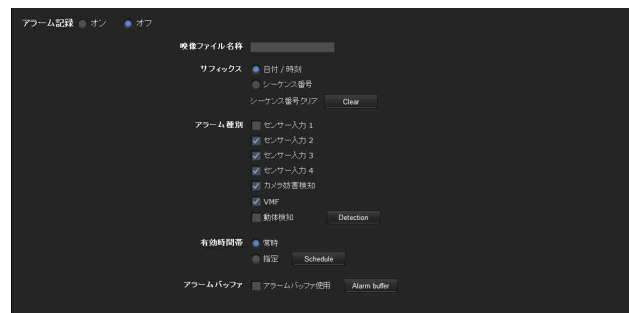 アラーム記録 オン オフ
映像ファイル名称
サフィックス 日付 / 時刻
シーケンス番号
シーケンス番号クリア Clear
アラーム種別 センサー入力 1
センサー入力 2
センサー入力 3
センサー入力 4
カメラ妨害検知
VMF
動体検知 Detection
有効時間帯 常時
指定 Schedule
アラームバッファ アラームバッファ使用 Alarm buffer